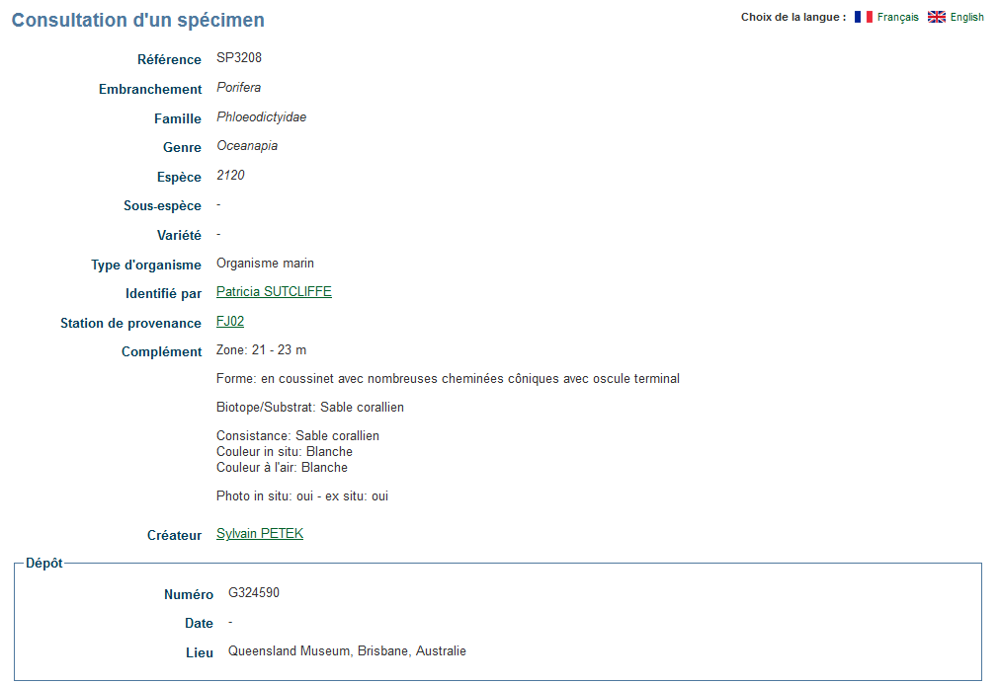 Consultation d'un spécimen
Choix de la langue : Français English
Référence SP3208
Embranchement Porifera
Famille Phloeodictyidae
Genre Oceanapia
Espèce 2120
Sous-espèce -
Variété -
Type d'organisme Organisme marin
Identifié par Patricia SUTCLIFFE
Station de provenance FJ02
Complément Zone: 21 - 23 m
Forme: en coussinet avec nombreuses cheminées côniques avec oscule terminal
Biotope/Substrat: Sable corallien
Consistance: Sable corallien
Couleur in situ: Blanche
Couleur à l'air: Blanche
Photo in situ: oui - ex situ: oui
Créateur Sylvain PETEK
Dépôt
Numéro G324590
Date -
Lieu Queensland Museum, Brisbane, Australie